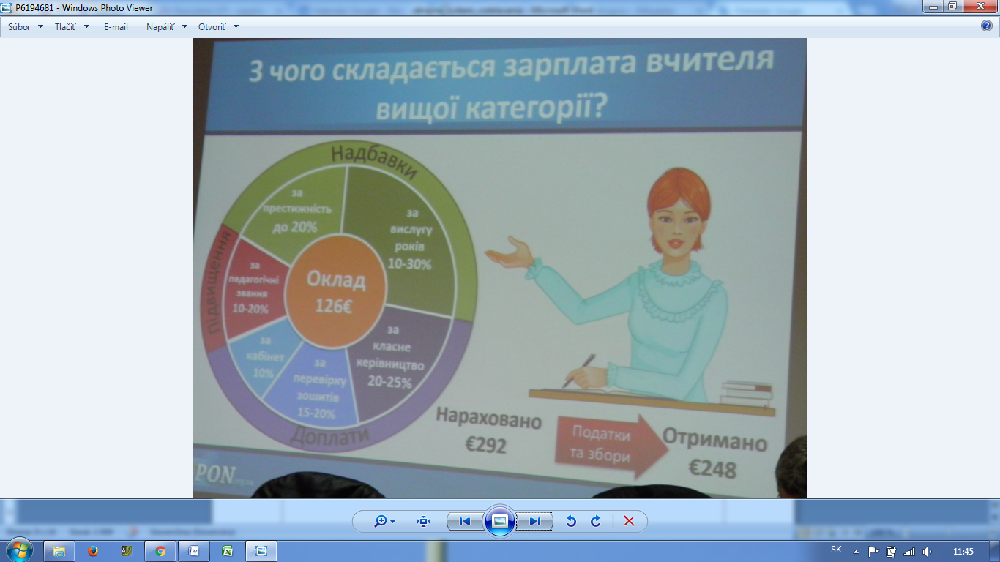 P6194681 - Windows Photo Viewer
Súbor Tlačiť E-mail Napáliť Otvoriť
З чого складається зарплата вчителя
вищої категорії?
Надбавки
за
престижність
до 20%
за
вислугу
років
10-30%
Підвищення
за
педагогічні
звання
10-20%
Оклад
126€
за
кабінет
10%
за
перевірку
зошитів
15-20%
за
класне
керівництво
20-25%
Доплати
Нараховано
€292
Податки
та збори
Отримано
€248
PON.org.ua
SK
11:45